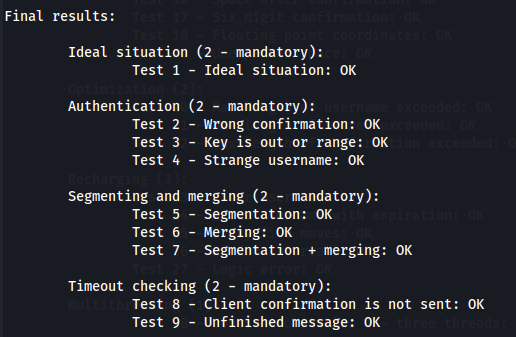 Final results:
Ideal situation (2 - mandatory):
Test 1 - Ideal situation: OK
Authentication (2 - mandatory):
Test 2 - Wrong confirmation: OK
Test 3 - Key is out or range: OK
Test 4 - Strange username: OK
Segmenting and merging (2 - mandatory):
Test 5 - Segmentation: OK
Test 6 - Merging: OK
Test 7 - Segmentation + merging: OK
Timeout checking (2 - mandatory):
Test 8 - Client confirmation is not sent: OK
Test 9 - Unfinished message: OK